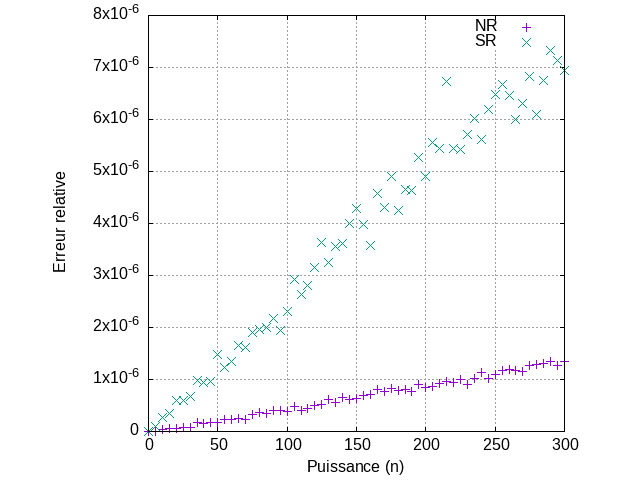 8x10-6
NR
SR
7x10-6
6x10-6
5x10-6
4x10-6
Erreur relative
3x10-6
2x10-6
1x10-6
0
0 50 100 150 200 250 300
Puissance (n)